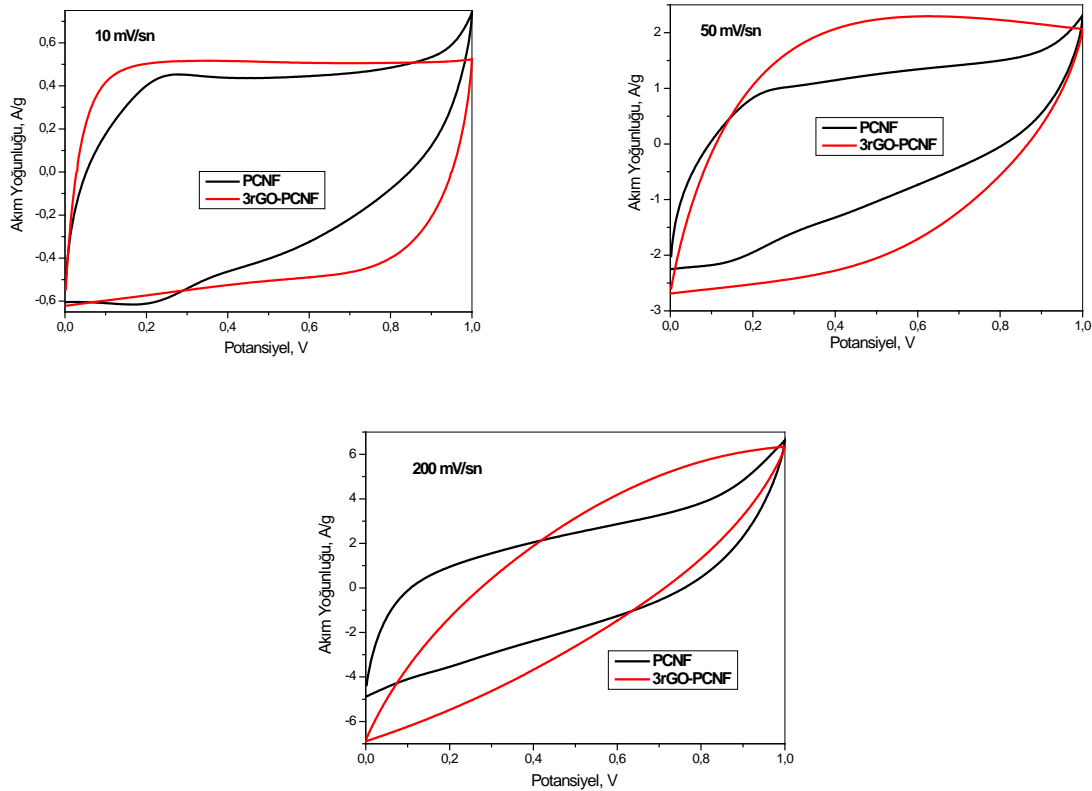 10 mV/sn
Akım Yoğunluğu, A/g
0,6
0,4
0,2
0,0
-0,2
-0,4
-0,6
PCNF
3rGO-PCNF
0,0 0,2 0,4 0,6 0,8 1,0
Potansiyel, V
50 mV/sn
Akım Yoğunluğu, A/g
2
1
0
-1
-2
-3
PCNF
3rGO-PCNF
0,0 0,2 0,4 0,6 0,8 1,0
Potansiyel, V
200 mV/sn
Akım Yoğunluğu, A/g
6
4
2
0
-2
-4
-6
PCNF
3rGO-PCNF
0,0 0,2 0,4 0,6 0,8 1,0
Potansiyel, V